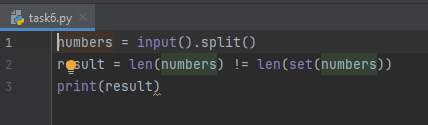 task6.py
1 numbers = input().split()
2 result = len(numbers) != len(set(numbers))
3 print(result)